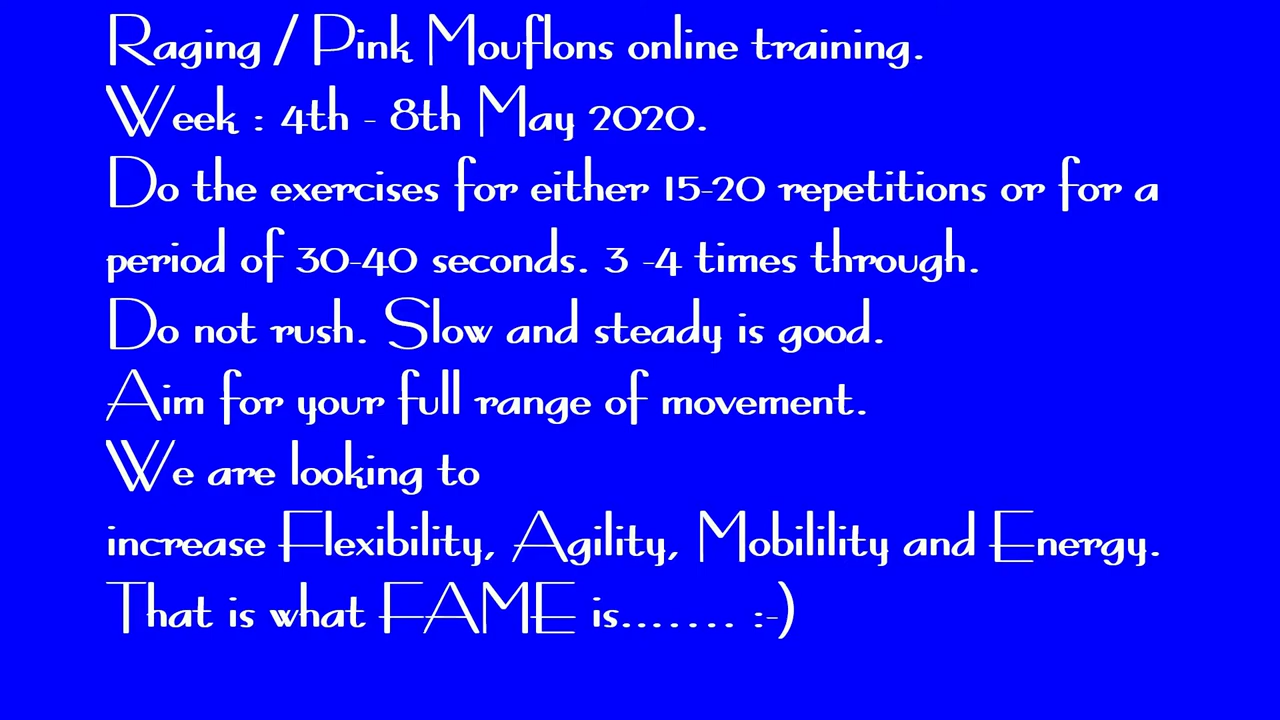 Raging / Pink Mouflons online training.
Week : 4th - 8th May 2020.
Do the exercises for either 15-20 repetitions or for a
period of 30-40 seconds. 3 -4 times through.
Do not rush. Slow and steady is good.
Aim for your full range of movement.
We are looking to
increase Flexibility, Agility, Mobilility and Energy.
That is what FAME is....... :-)